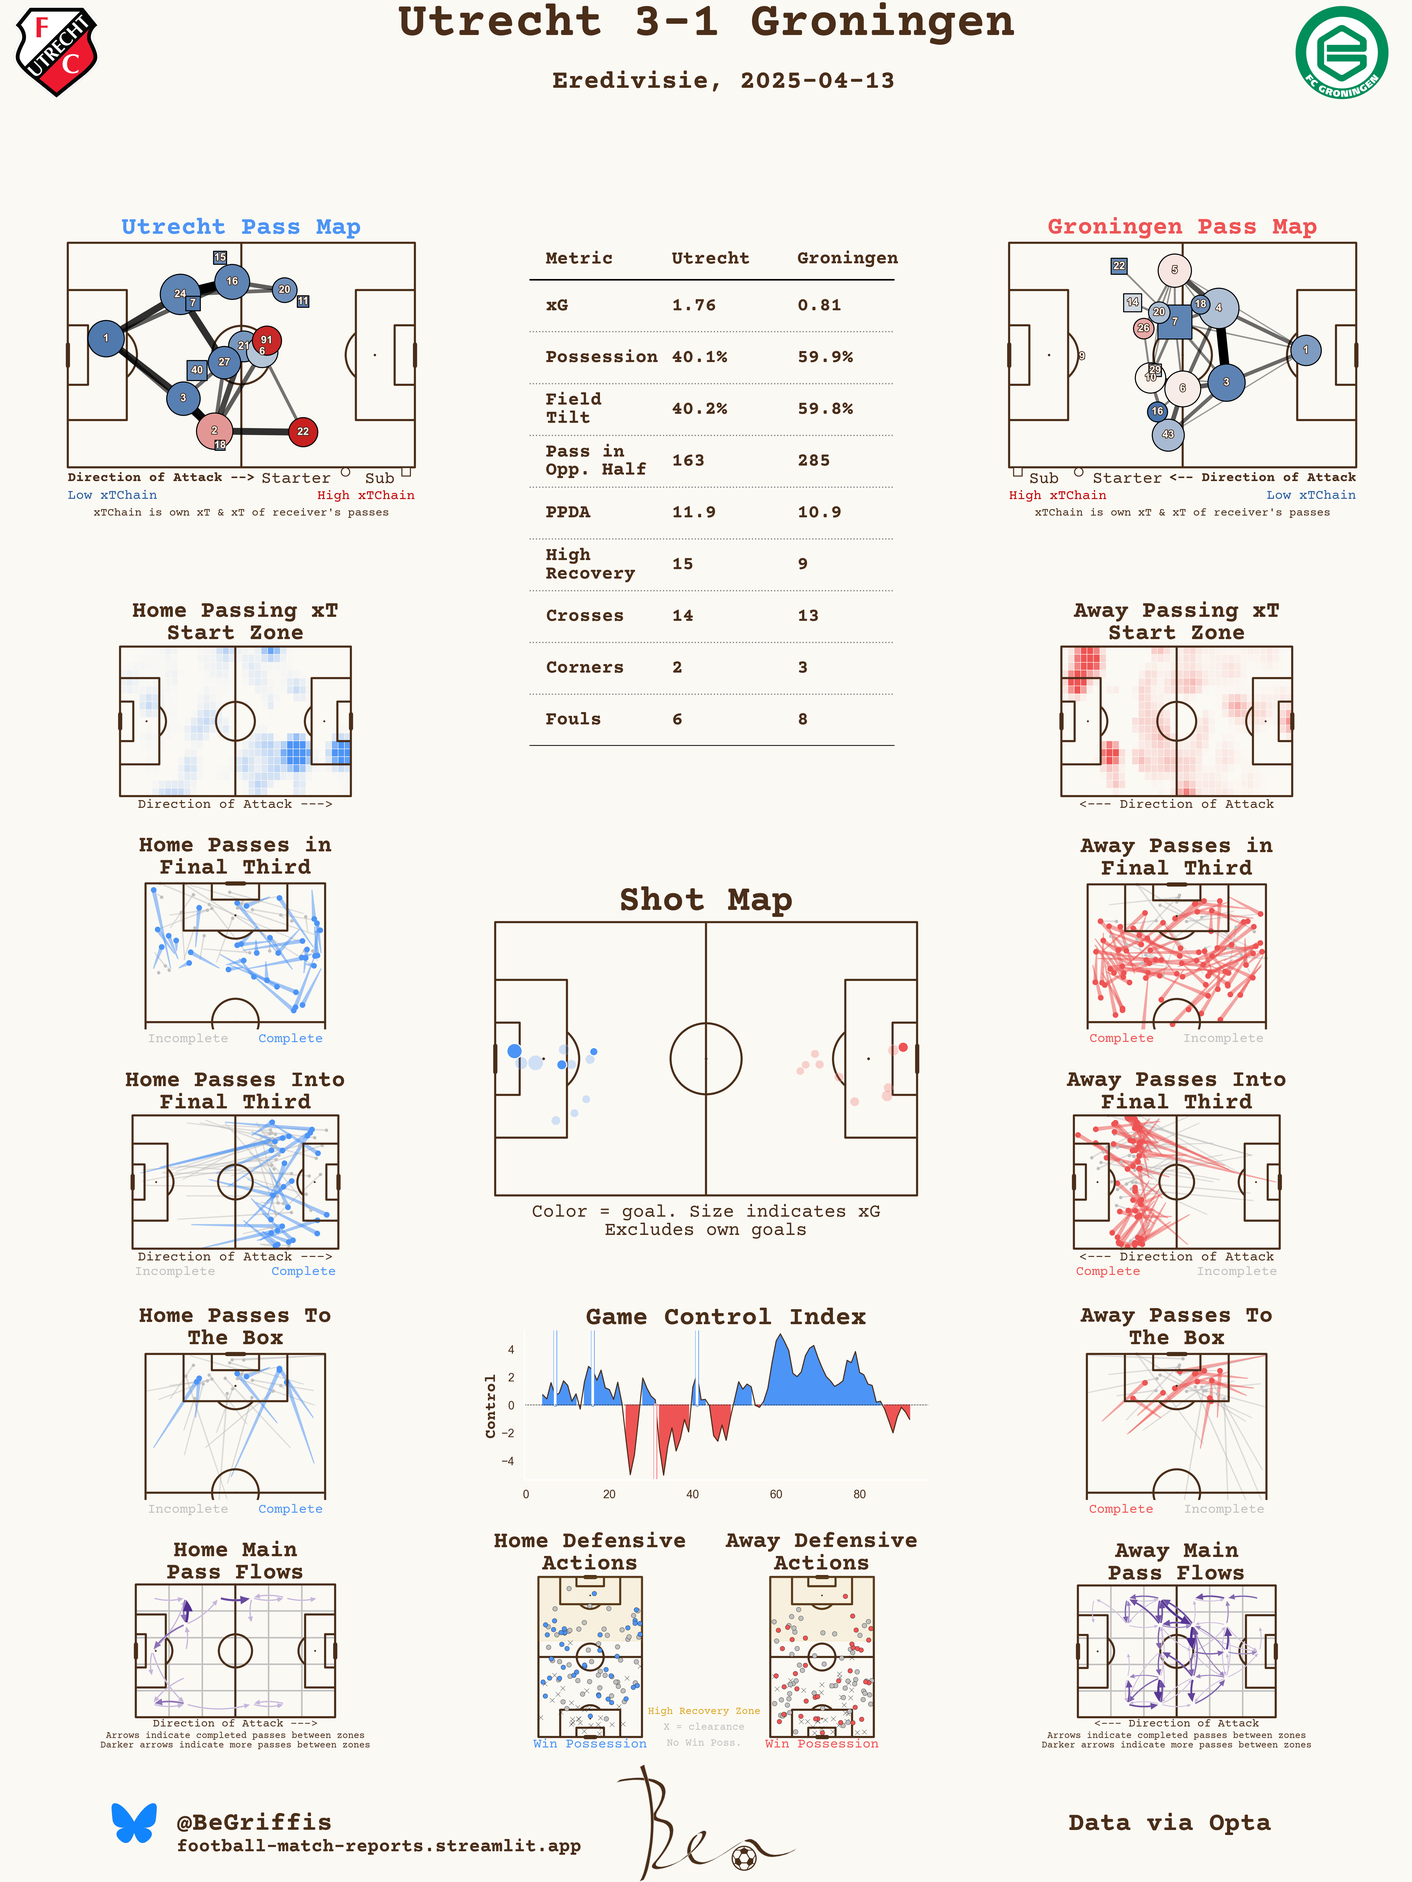 Utrecht 3-1 Groningen
Eredivisie, 2025-04-13
F
UTRECHT
C
FC GRONINGEN
Utrecht Pass Map
15
16
24
7
20
11
1
21
91
6
27
40
3
2
18
22
Direction of Attack --> Starter Sub
Low xTChain High xTChain
xTChain is own xT & xT of receiver's passes
Metric Utrecht Groningen
xG 1.76 0.81
Possession 40.1% 59.9%
Field
Tilt 40.2% 59.8%
Pass in
Opp. Half 163 285
PPDA 11.9 10.9
High
Recovery 15 9
Crosses 14 13
Corners 2 3
Fouls 6 8
Groningen Pass Map
22
5
14
20
18
4
7
26
9
1
29
10
6
3
16
43
Sub Starter <-- Direction of Attack
High xTChain Low xTChain
xTChain is own xT & xT of receiver's passes
Home Passing xT
Start Zone
Direction of Attack --->
Away Passing xT
Start Zone
<--- Direction of Attack
Home Passes in
Final Third
Incomplete Complete
Shot Map
Color = goal. Size indicates xG
Excludes own goals
Away Passes in
Final Third
Complete Incomplete
Home Passes Into
Final Third
Direction of Attack --->
Incomplete Complete
Away Passes Into
Final Third
<--- Direction of Attack
Complete Incomplete
Home Passes To
The Box
Incomplete Complete
Game Control Index
Control
4
2
0
−2
−4
0 20 40 60 80
Away Passes To
The Box
Complete Incomplete
Home Main
Pass Flows
Direction of Attack --->
Arrows indicate completed passes between zones
Darker arrows indicate more passes between zones
Home Defensive
Actions
Win Possession
High Recovery Zone
X = clearance
No Win Poss.
Away Defensive
Actions
Win Possession
Away Main
Pass Flows
<--- Direction of Attack
Arrows indicate completed passes between zones
Darker arrows indicate more passes between zones
@BeGriffis
football-match-reports.streamlit.app
Ben
Data via Opta